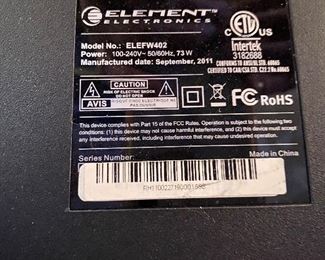 ELEMENT™
ELECTRONICS
Model No.: ELEFW402
Power: 100-240V~ 50/60Hz, 73 W
Manufactured date: September, 2011
ETL
C US
Intertek
3182688
CONFORMS TO ANSI/UL STD. 60065
CERTIFIED TO CAN/CSA STD. C22.2 No. 60065
CAUTION
RISK OF ELECTRIC SHOCK
DO NOT OPEN
AVIS
RISQUE D'CHOC ELECTRIQUE
NE PAS OUVRIR
FC RoHS
This device complies with Part 15 of the FCC Rules. Operation is subject to the following two
conditions: (1) this device may not cause harmful interference, and (2) this device must
accept any interference received, including interference that may cause undesired operation.
Series Number:
Made in China